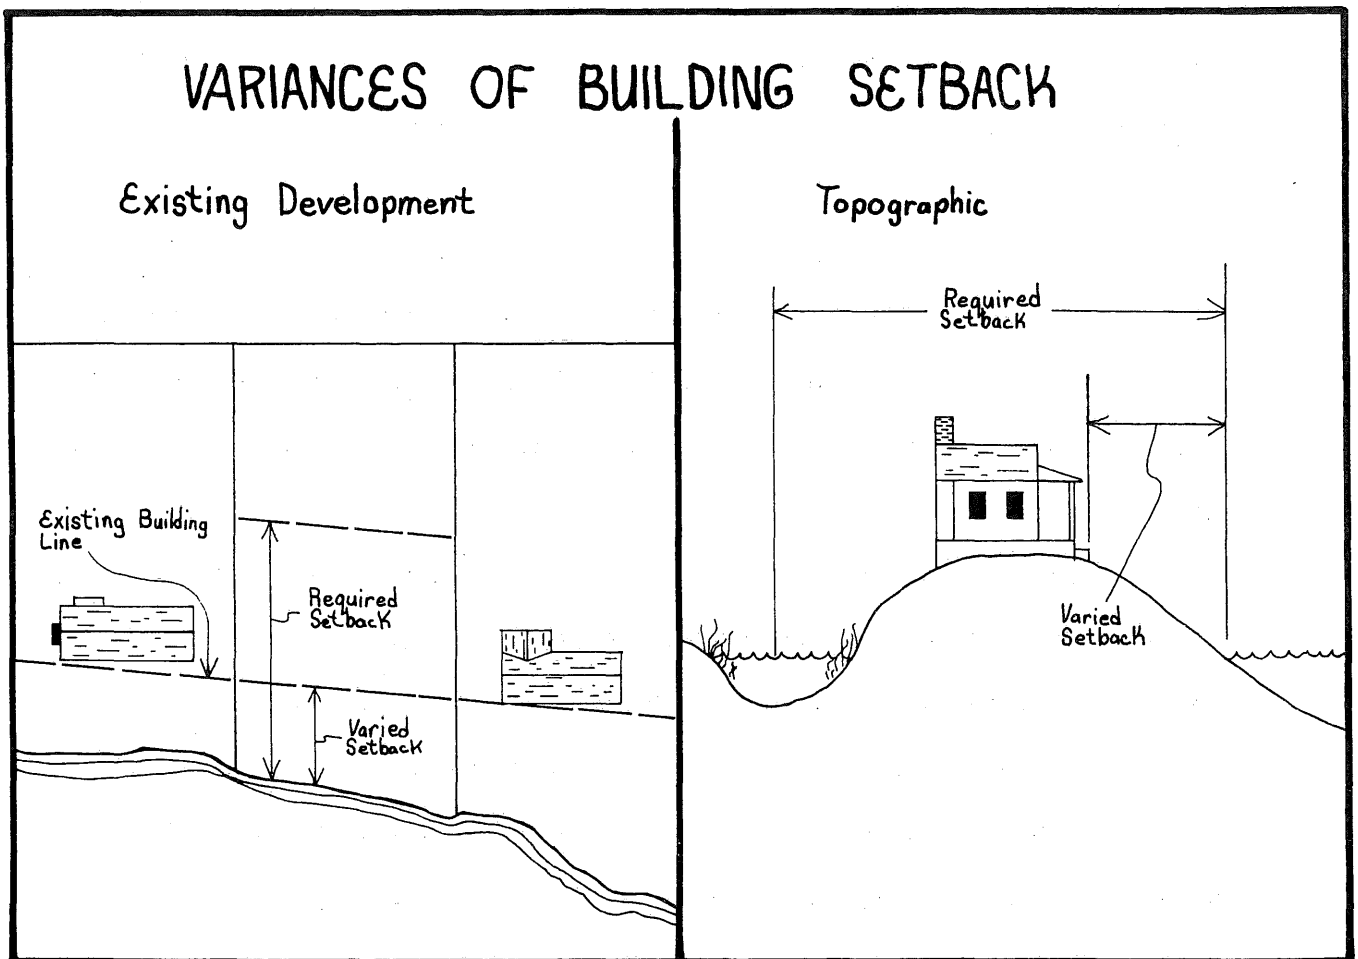 VARIANCES OF BUILDING SETBACK
Existing Development
Existing Building
Line
Required
Setback
Varied
Setback
Topographic
Required
Setback
Varied
Setback